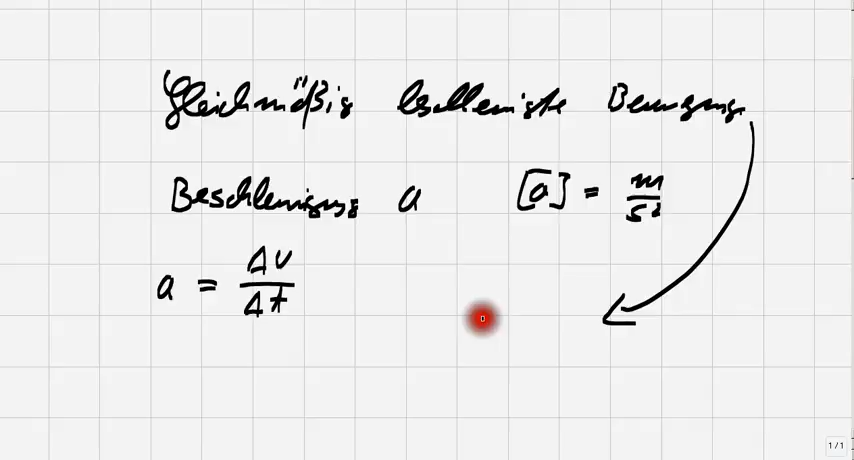 Gleichmäßig beschleunigte Bewegung
Beschleunigung a [a] = m/s²
a = Δv/Δt
1/1